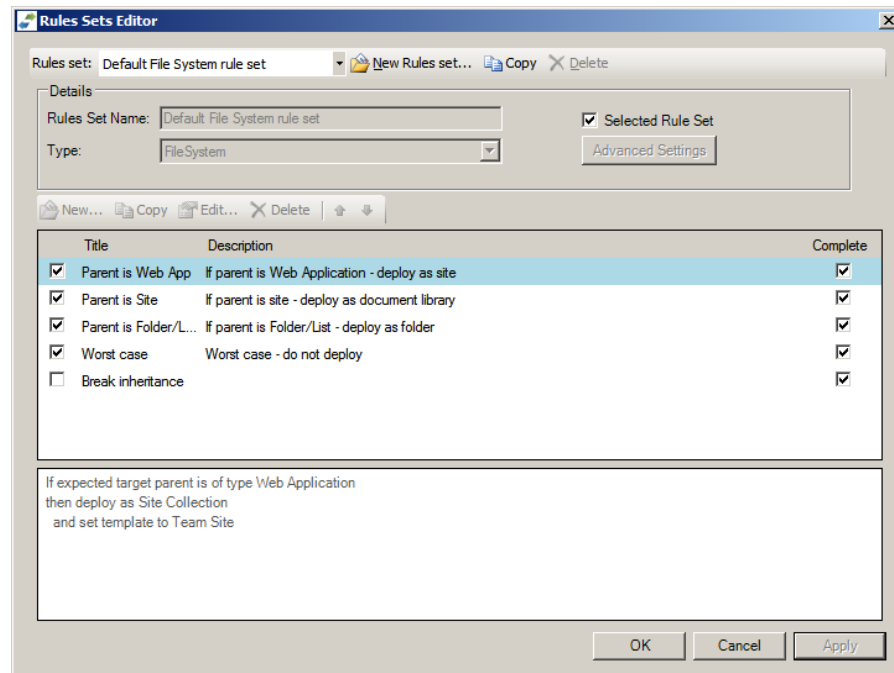 Rules Sets Editor
Rules set: Default File System rule set New Rules set... Copy Delete
Details
Rules Set Name: Default File System rule set Selected Rule Set
Type: FileSystem Advanced Settings
New... Copy Edit... Delete
Title Description Complete
Parent is Web App If parent is Web Application - deploy as site
Parent is Site If parent is site - deploy as document library
Parent is Folder/L... If parent is Folder/List - deploy as folder
Worst case Worst case - do not deploy
Break inheritance
If expected target parent is of type Web Application
then deploy as Site Collection
and set template to Team Site
OK Cancel Apply